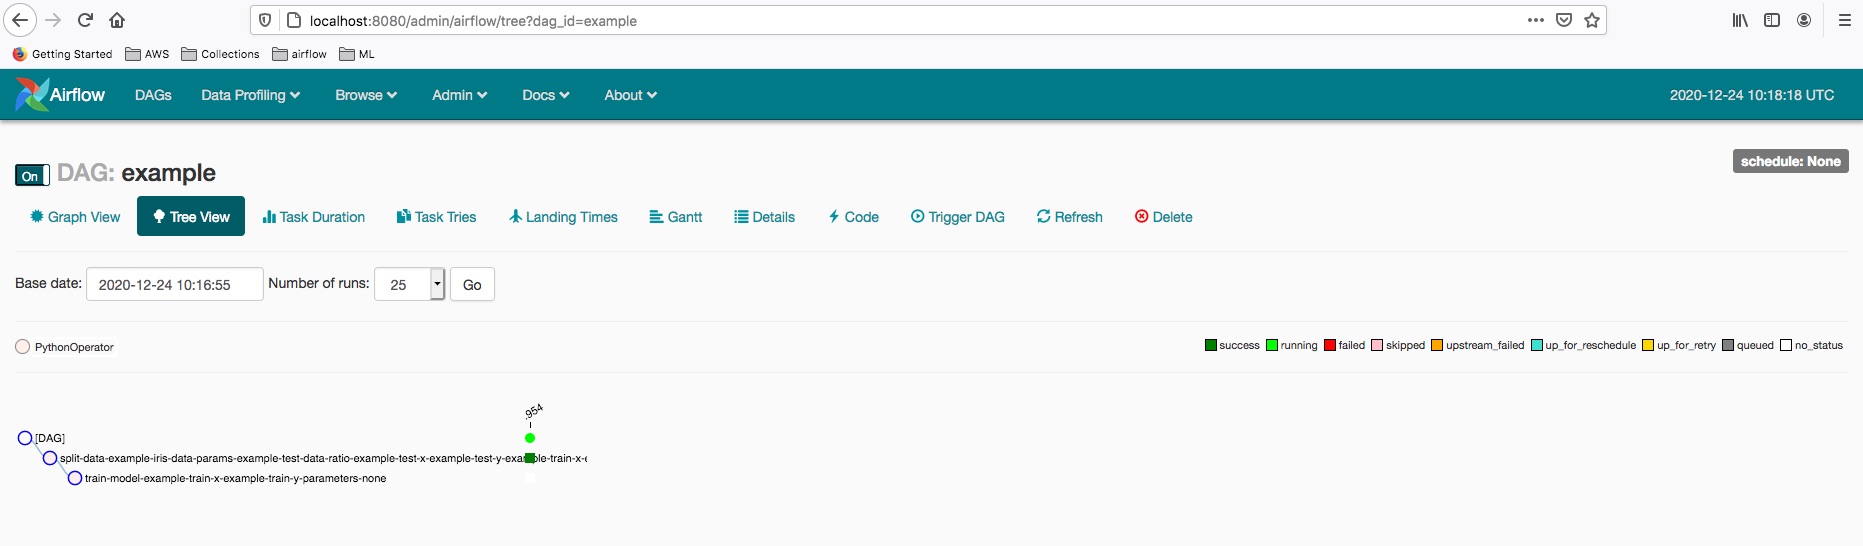 localhost:8080/admin/airflow/tree?dag_id=example
Getting Started AWS Collections airflow ML
Airflow DAGs Data Profiling Browse Admin Docs About 2020-12-24 10:18:18 UTC
On DAG: example schedule: None
Graph View Tree View Task Duration Task Tries Landing Times Gantt Details Code Trigger DAG Refresh Delete
Base date: 2020-12-24 10:16:55 Number of runs: 25 Go
PythonOperator success running failed skipped upstream_failed up_for_reschedule up_for_retry queued no_status
.954
[DAG]
split-data-example-iris-data-params-example-test-data-ratio-example-test-x-example-test-y-example-train-x-e
train-model-example-train-x-example-train-y-parameters-none